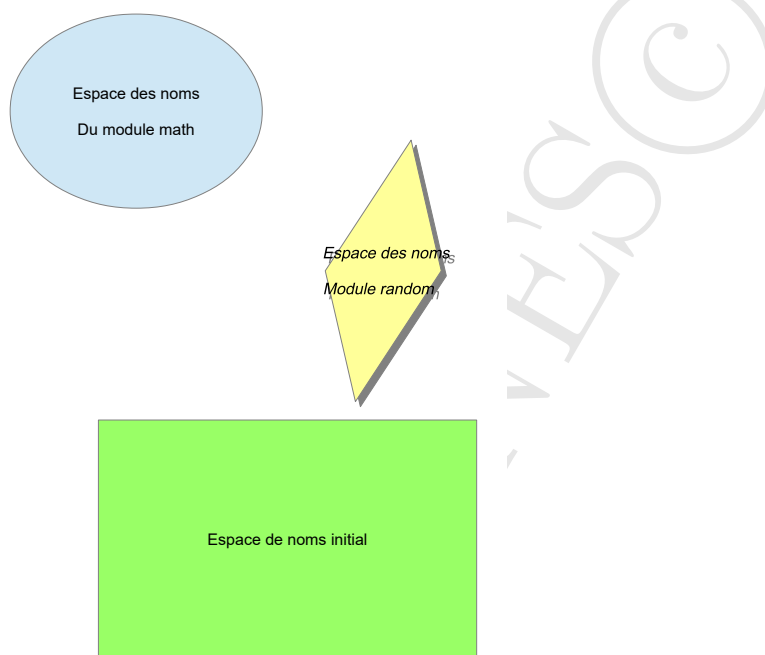 Espace des noms
Du module math
Espace des noms
Module random
Espace de noms initial